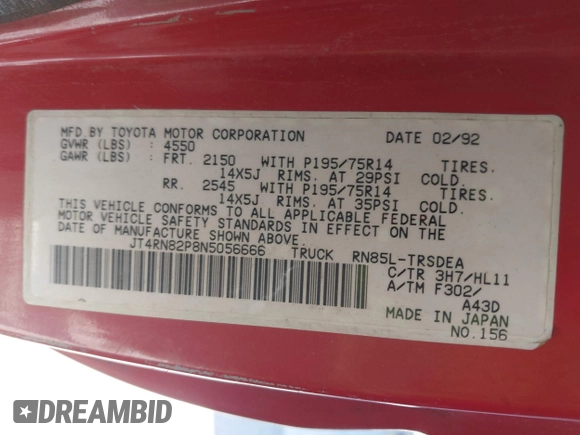 MFD.BY TOYOTA MOTOR CORPORATION DATE 02/92
GVWR (LBS) : 4550
GAWR (LBS) : FRT. 2150 WITH P195/75R14 TIRES.
14X5J RIMS. AT 29PSI COLD.
RR. 2545 WITH P195/75R14 TIRES.
14X5J RIMS. AT 35PSI COLD.
THIS VEHICLE CONFORMS TO ALL APPLICABLE FEDERAL
MOTOR VEHICLE SAFETY STANDARDS IN EFFECT ON THE
DATE OF MANUFACTURE SHOWN ABOVE.
JT4RN82P8N5056666 TRUCK RN85L-TRSDEA
C/TR 3H7/HL11
A/TM F302/
A43D
MADE IN JAPAN
NO.156
DREAMBID